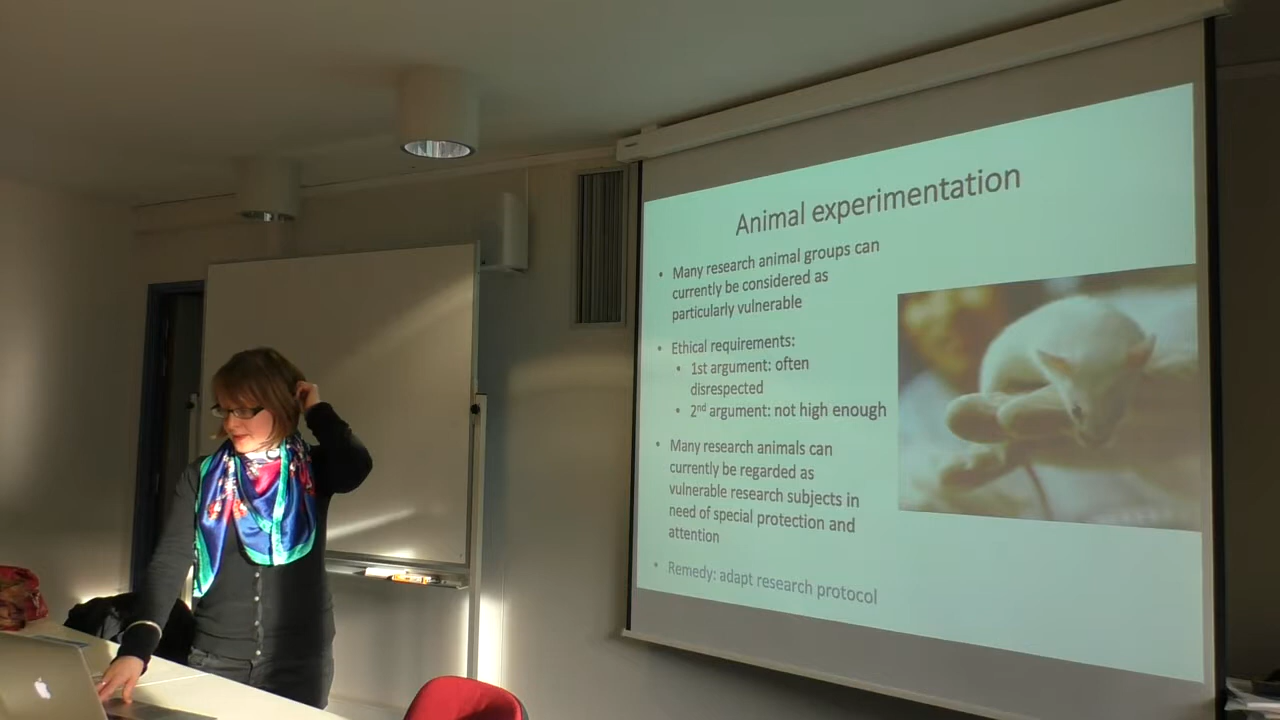 Animal experimentation
• Many research animal groups can
currently be considered as
particularly vulnerable
• Ethical requirements:
• 1st argument: often
disrespected
• 2nd argument: not high enough
• Many research animals can
currently be regarded as
vulnerable research subjects in
need of special protection and
attention
• Remedy: adapt research protocol